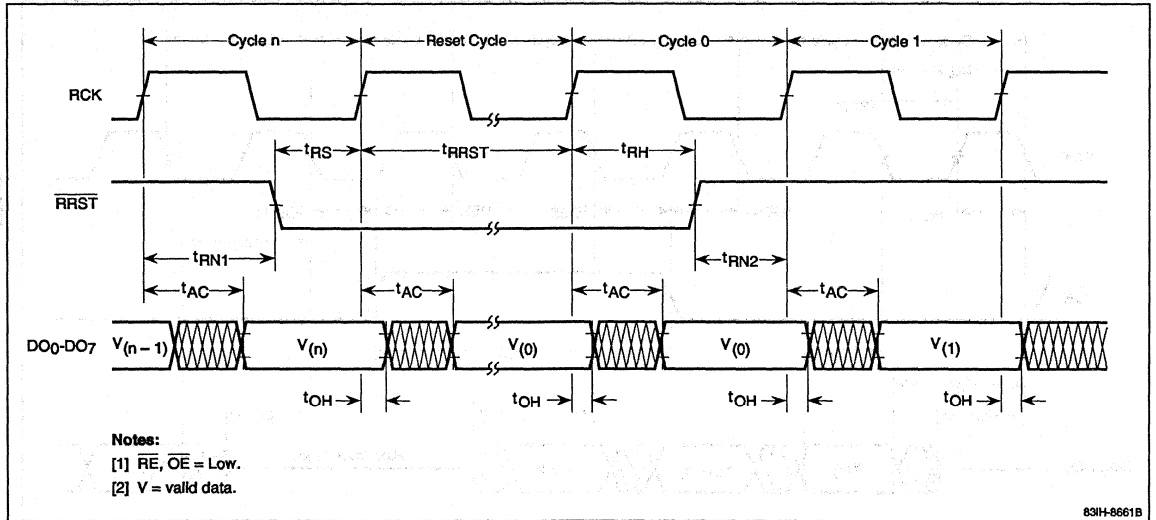 Cycle n Reset Cycle Cycle 0 Cycle 1
RCK
tRS tRRST tRH
RRST
tRN1 tRN2
tAC tAC tAC tAC
DO0-DO7 V(n – 1) V(n) V(0) V(0) V(1)
tOH tOH tOH tOH
Notes:
[1] RE, OE = Low.
[2] V = valid data.
83IH-8661B